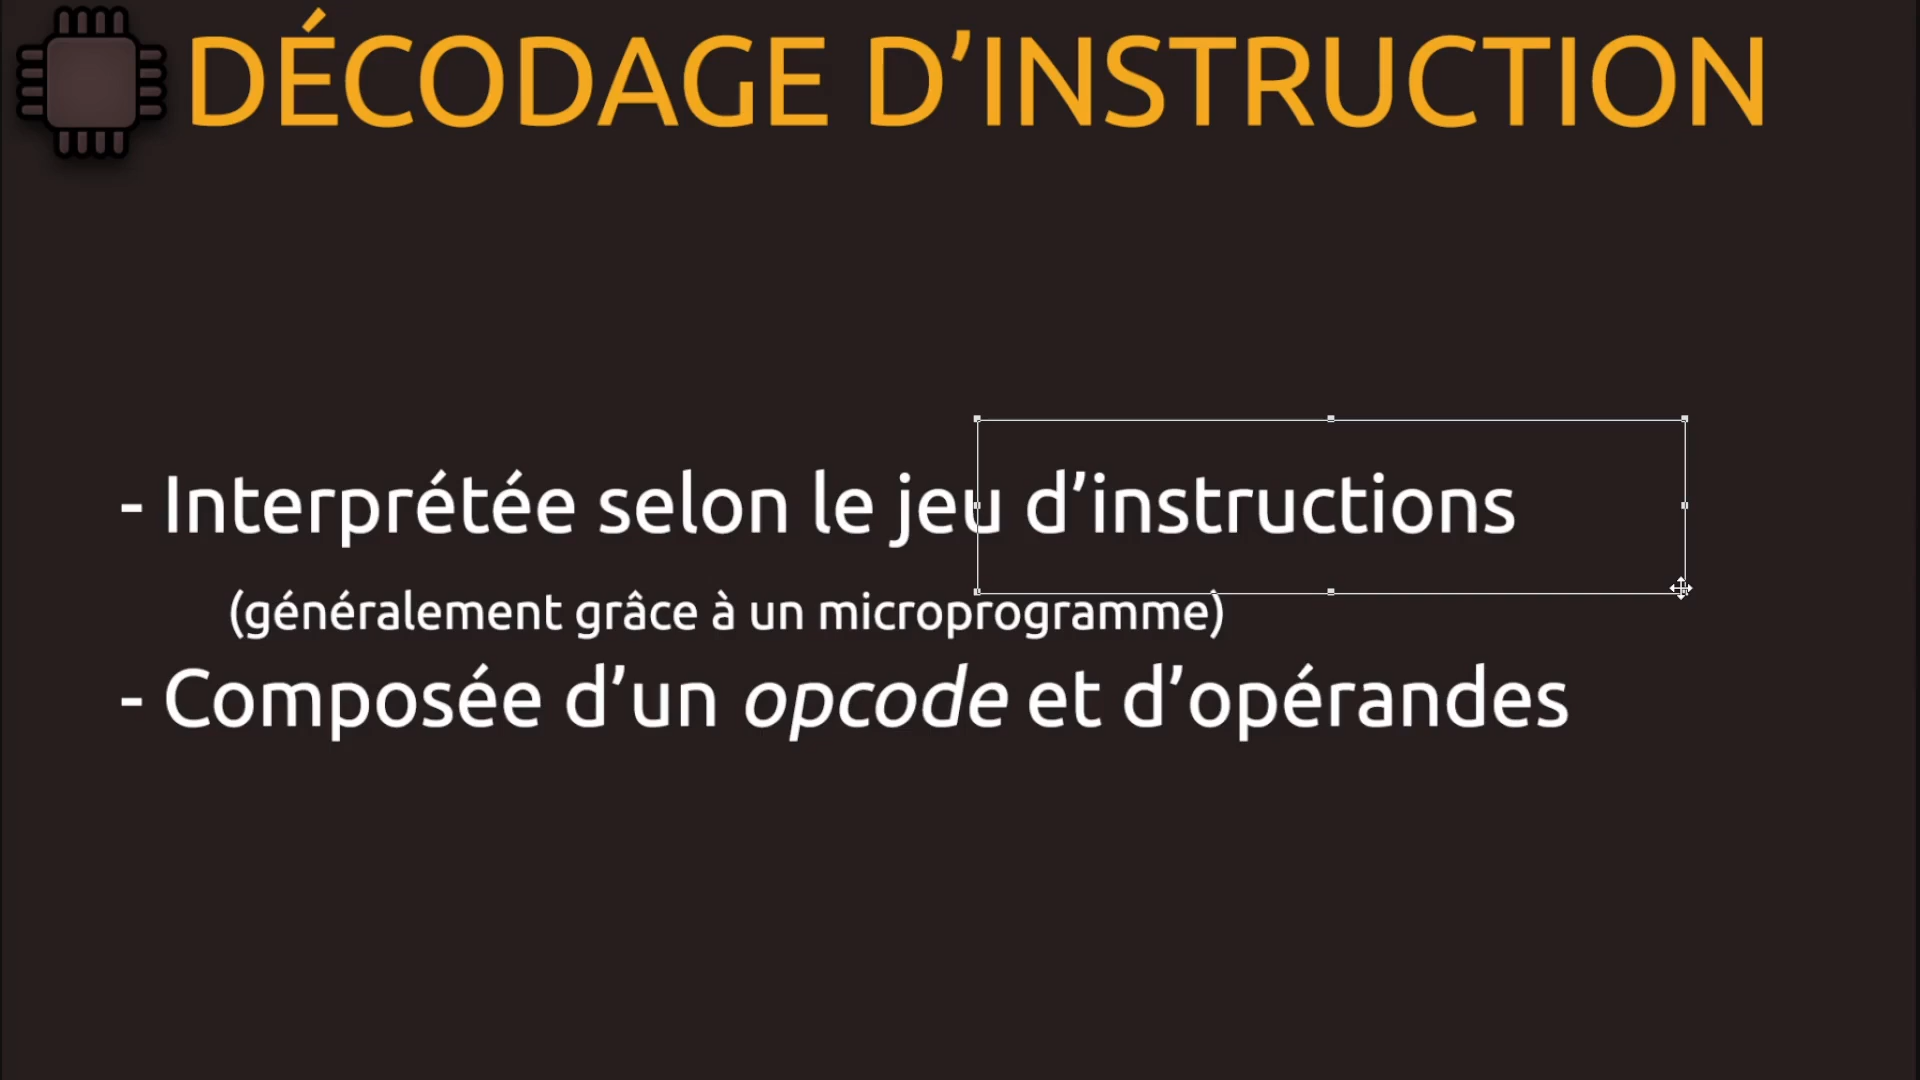 DÉCODAGE D’INSTRUCTION
- Interprétée selon le jeu d’instructions
(généralement grâce à un microprogramme)
- Composée d’un opcode et d’opérandes